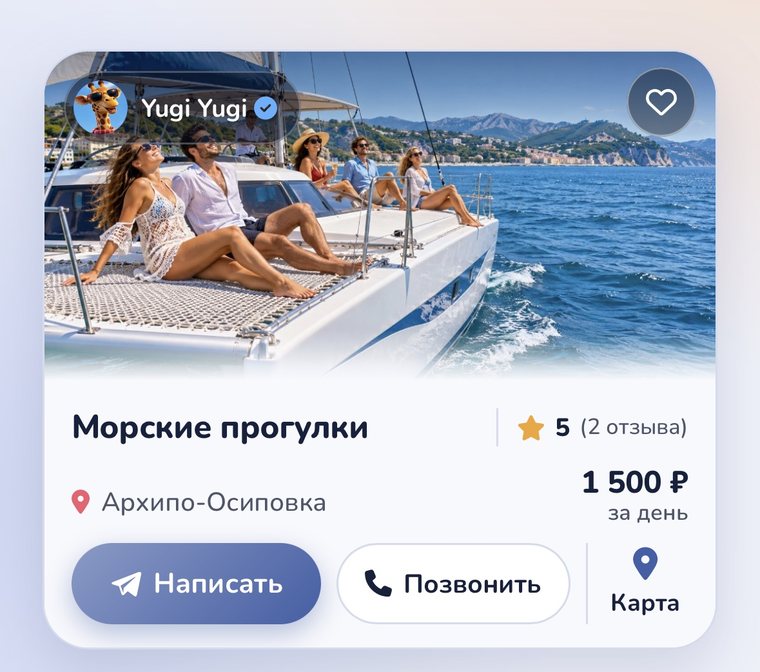 Yugi Yugi
Морские прогулки
5 (2 отзыва)
Архипо-Осиповка
1 500 ₽
за день
Написать
Позвонить
Карта